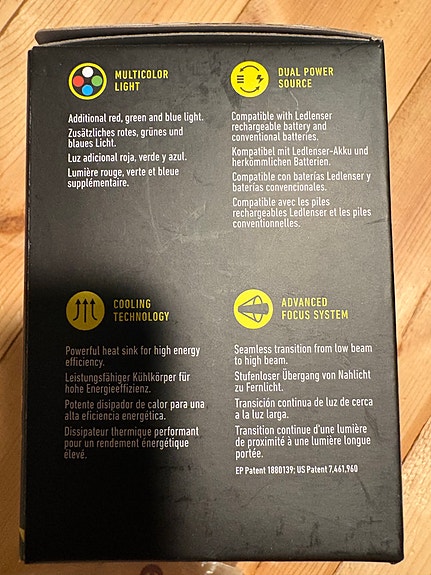 MULTICOLOR
LIGHT
Additional red, green and blue light.
Zusätzliches rotes, grünes und
blaues Licht.
Luz adicional roja, verde y azul.
Lumière rouge, verte et bleue
supplémentaire.
DUAL POWER
SOURCE
Compatible with Ledlenser
rechargeable battery and
conventional batteries.
Kompatibel mit Ledlenser-Akku und
herkömmlichen Batterien.
Compatible con baterías Ledlenser y
baterías convencionales.
Compatible avec les piles
rechargeables Ledlenser et les piles
conventionnelles.
COOLING
TECHNOLOGY
Powerful heat sink for high energy
efficiency.
Leistungsfähiger Kühlkörper für
hohe Energieeffizienz.
Potente disipador de calor para una
alta eficiencia energética.
Dissipateur thermique performant
pour un rendement énergétique
élevé.
ADVANCED
FOCUS SYSTEM
Seamless transition from low beam
to high beam.
Stufenloser Übergang von Nahlicht
zu Fernlicht.
Transición continua de luz de cerca
a la luz larga.
Transition continue d'une lumière
de proximité à une lumière longue
portée.
EP Patent 1880139; US Patent 7,461,960